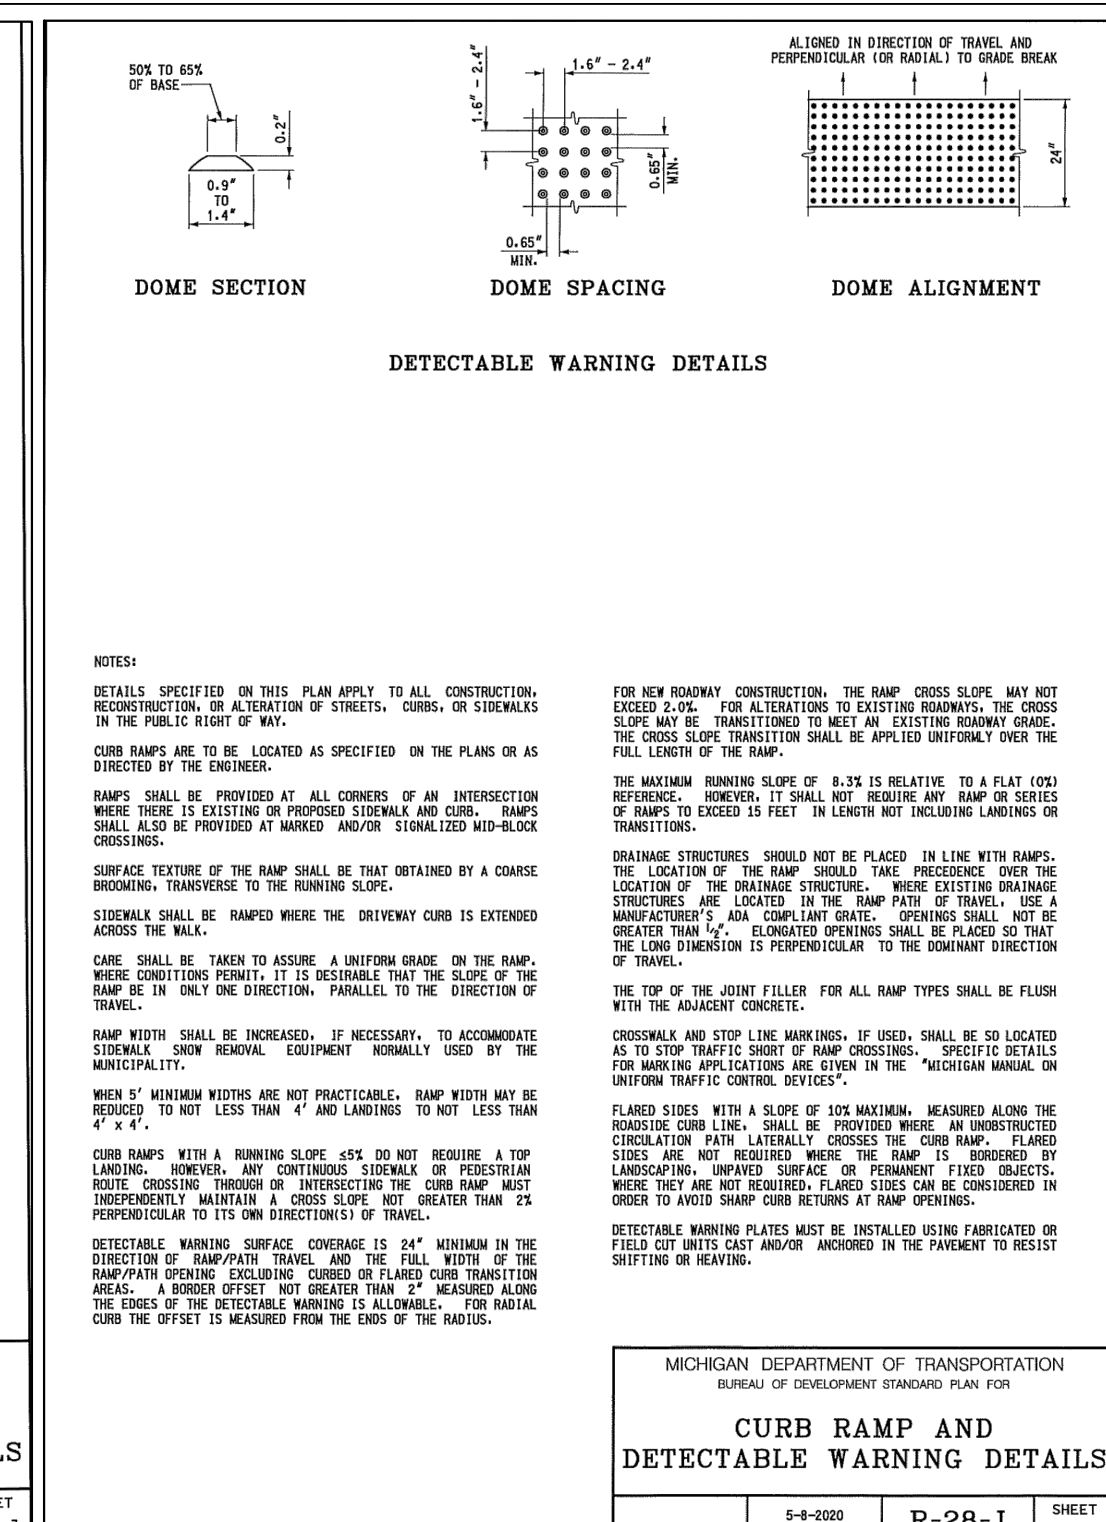 50% TO 65%
OF BASE
0.2"
0.9"
TO
1.4"
DOME SECTION
1.6" - 2.4"
1.6" - 2.4"
0.65"
MIN.
0.65"
MIN.
DOME SPACING
ALIGNED IN DIRECTION OF TRAVEL AND
PERPENDICULAR (OR RADIAL) TO GRADE BREAK
24"
DOME ALIGNMENT
DETECTABLE WARNING DETAILS
NOTES:
DETAILS SPECIFIED ON THIS PLAN APPLY TO ALL CONSTRUCTION,
RECONSTRUCTION, OR ALTERATION OF STREETS, CURBS, OR SIDEWALKS
IN THE PUBLIC RIGHT OF WAY.
CURB RAMPS ARE TO BE LOCATED AS SPECIFIED ON THE PLANS OR AS
DIRECTED BY THE ENGINEER.
RAMPS SHALL BE PROVIDED AT ALL CORNERS OF AN INTERSECTION
WHERE THERE IS EXISTING OR PROPOSED SIDEWALK AND CURB. RAMPS
SHALL ALSO BE PROVIDED AT MARKED AND/OR SIGNALIZED MID-BLOCK
CROSSINGS.
SURFACE TEXTURE OF THE RAMP SHALL BE THAT OBTAINED BY A COARSE
BROOMING, TRANSVERSE TO THE RUNNING SLOPE.
SIDEWALK SHALL BE RAMPED WHERE THE DRIVEWAY CURB IS EXTENDED
ACROSS THE WALK.
CARE SHALL BE TAKEN TO ASSURE A UNIFORM GRADE ON THE RAMP.
WHERE CONDITIONS PERMIT, IT IS DESIRABLE THAT THE SLOPE OF THE
RAMP BE IN ONLY ONE DIRECTION, PARALLEL TO THE DIRECTION OF
TRAVEL.
RAMP WIDTH SHALL BE INCREASED, IF NECESSARY, TO ACCOMMODATE
SIDEWALK SNOW REMOVAL EQUIPMENT NORMALLY USED BY THE
MUNICIPALITY.
WHEN 5' MINIMUM WIDTHS ARE NOT PRACTICABLE, RAMP WIDTH MAY BE
REDUCED TO NOT LESS THAN 4' AND LANDINGS TO NOT LESS THAN
4' x 4'.
CURB RAMPS WITH A RUNNING SLOPE ≤5% DO NOT REQUIRE A TOP
LANDING. HOWEVER, ANY CONTINUOUS SIDEWALK OR PEDESTRIAN
ROUTE CROSSING THROUGH OR INTERSECTING THE CURB RAMP MUST
INDEPENDENTLY MAINTAIN A CROSS SLOPE NOT GREATER THAN 2%
PERPENDICULAR TO ITS OWN DIRECTION(S) OF TRAVEL.
DETECTABLE WARNING SURFACE COVERAGE IS 24" MINIMUM IN THE
DIRECTION OF RAMP/PATH TRAVEL AND THE FULL WIDTH OF THE
RAMP/PATH OPENING EXCLUDING CURBED OR FLARED CURB TRANSITION
AREAS. A BORDER OFFSET NOT GREATER THAN 2" MEASURED ALONG
THE EDGES OF THE DETECTABLE WARNING IS ALLOWABLE. FOR RADIAL
CURB THE OFFSET IS MEASURED FROM THE ENDS OF THE RADIUS.
FOR NEW ROADWAY CONSTRUCTION, THE RAMP CROSS SLOPE MAY NOT
EXCEED 2.0%. FOR ALTERATIONS TO EXISTING ROADWAYS, THE CROSS
SLOPE MAY BE TRANSITIONED TO MEET AN EXISTING ROADWAY GRADE.
THE CROSS SLOPE TRANSITION SHALL BE APPLIED UNIFORMLY OVER THE
FULL LENGTH OF THE RAMP.
THE MAXIMUM RUNNING SLOPE OF 8.3% IS RELATIVE TO A FLAT (0%)
REFERENCE. HOWEVER, IT SHALL NOT REQUIRE ANY RAMP OR SERIES
OF RAMPS TO EXCEED 15 FEET IN LENGTH NOT INCLUDING LANDINGS OR
TRANSITIONS.
DRAINAGE STRUCTURES SHOULD NOT BE PLACED IN LINE WITH RAMPS.
THE LOCATION OF THE RAMP SHOULD TAKE PRECEDENCE OVER THE
LOCATION OF THE DRAINAGE STRUCTURE. WHERE EXISTING DRAINAGE
STRUCTURES ARE LOCATED IN THE RAMP PATH OF TRAVEL, USE A
MANUFACTURER'S ADA COMPLIANT GRATE. OPENINGS SHALL NOT BE
GREATER THAN 1/2". ELONGATED OPENINGS SHALL BE PLACED SO THAT
THE LONG DIMENSION IS PERPENDICULAR TO THE DOMINANT DIRECTION
OF TRAVEL.
THE TOP OF THE JOINT FILLER FOR ALL RAMP TYPES SHALL BE FLUSH
WITH THE ADJACENT CONCRETE.
CROSSWALK AND STOP LINE MARKINGS, IF USED, SHALL BE SO LOCATED
AS TO STOP TRAFFIC SHORT OF RAMP CROSSINGS. SPECIFIC DETAILS
FOR MARKING APPLICATIONS ARE GIVEN IN THE "MICHIGAN MANUAL ON
UNIFORM TRAFFIC CONTROL DEVICES".
FLARED SIDES WITH A SLOPE OF 10% MAXIMUM, MEASURED ALONG THE
ROADSIDE CURB LINE, SHALL BE PROVIDED WHERE AN UNOBSTRUCTED
CIRCULATION PATH LATERALLY CROSSES THE CURB RAMP. FLARED
SIDES ARE NOT REQUIRED WHERE THE RAMP IS BORDERED BY
LANDSCAPING, UNPAVED SURFACE OR PERMANENT FIXED OBJECTS.
WHERE THEY ARE NOT REQUIRED, FLARED SIDES CAN BE CONSIDERED IN
ORDER TO AVOID SHARP CURB RETURNS AT RAMP OPENINGS.
DETECTABLE WARNING PLATES MUST BE INSTALLED USING FABRICATED OR
FIELD CUT UNITS CAST AND/OR ANCHORED IN THE PAVEMENT TO RESIST
SHIFTING OR HEAVING.
MICHIGAN DEPARTMENT OF TRANSPORTATION
BUREAU OF DEVELOPMENT STANDARD PLAN FOR
CURB RAMP AND
DETECTABLE WARNING DETAILS
5-8-2020
R-28-J
SHEET
LS
ET